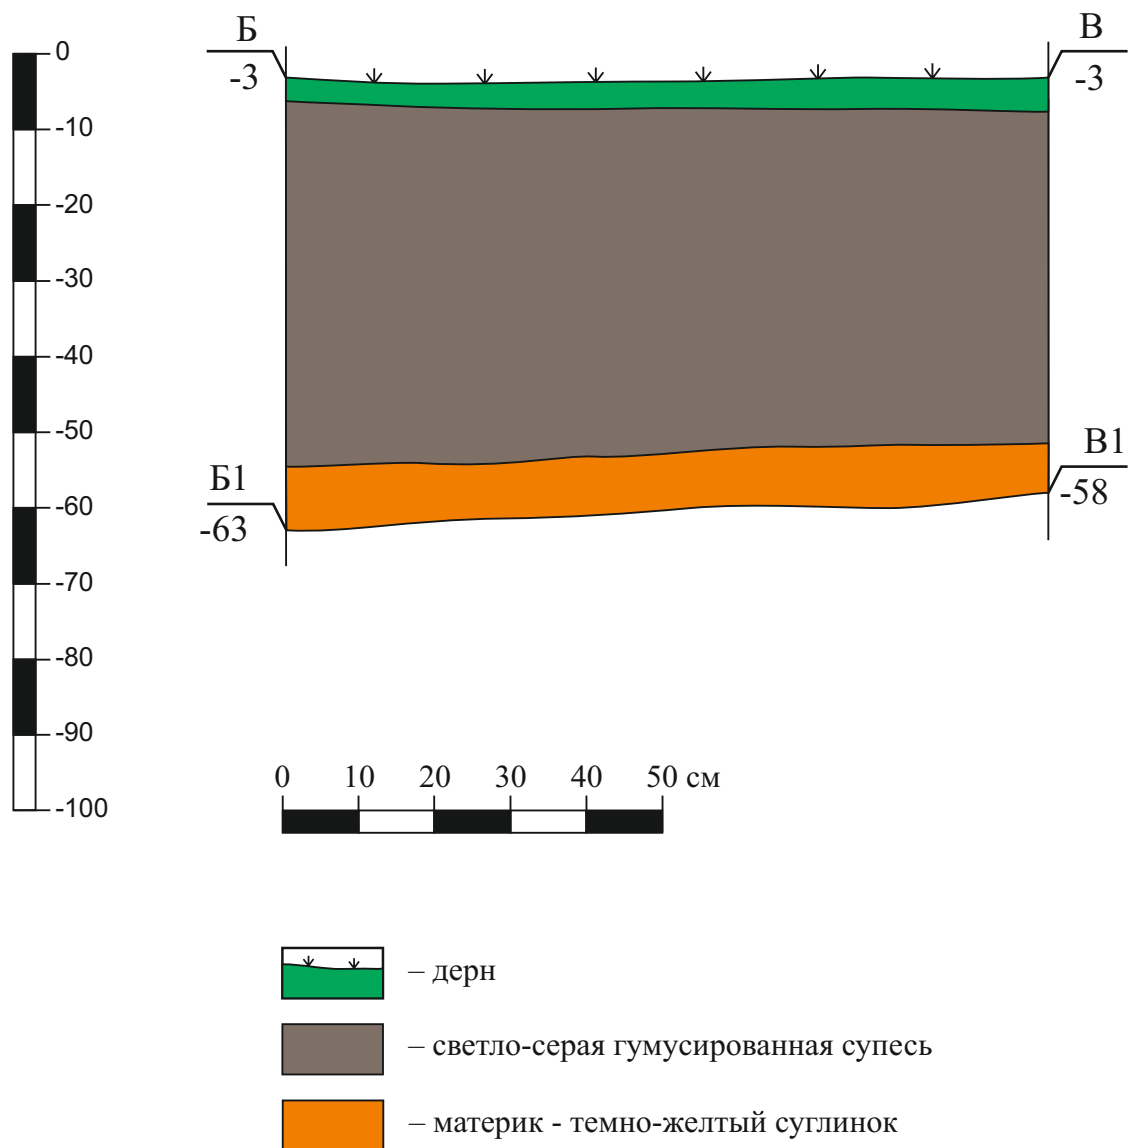 Б
В
-3
-3
0
-10
-20
-30
-40
-50
-60
-70
-80
-90
-100
Б1
-63
В1
-58
0 10 20 30 40 50 см
– дерн
– светло-серая гумусированная супесь
– материк - темно-желтый суглинок